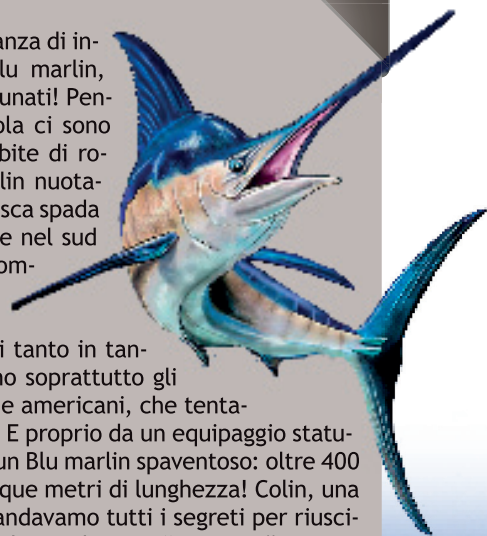 anza di in-
lu marlin,
unati! Pen-
ola ci sono
bite di ro-
lin nuota-
sca spada
e nel sud
om-
i tanto in tan-
no soprattutto gli
e americani, che tenta-
E proprio da un equipaggio statu-
un Blu marlin spaventoso: oltre 400
que metri di lunghezza! Colin, una
andavamo tutti i segreti per riusci-